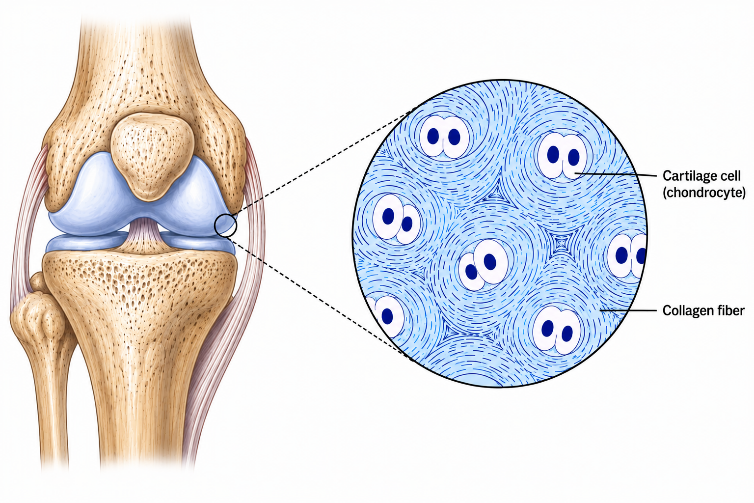 Cartilage cell
(chondrocyte)
Collagen fiber